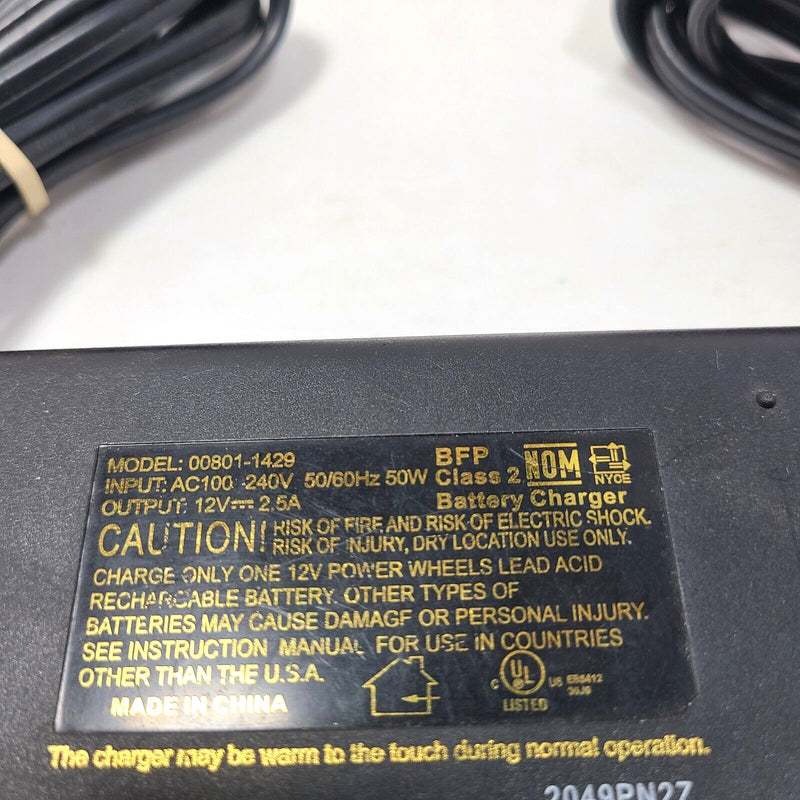 MODEL: 00801-1429
INPUT: AC100-240V 50/60Hz 50W
OUTPUT: 12V⎓2.5A
BFP
Class 2
Battery Charger
NOM
NYCE
CAUTION! RISK OF FIRE AND RISK OF ELECTRIC SHOCK.
RISK OF INJURY, DRY LOCATION USE ONLY.
CHARGE ONLY ONE 12V POWER WHEELS LEAD ACID
RECHARGABLE BATTERY. OTHER TYPES OF
BATTERIES MAY CAUSE DAMAGE OR PERSONAL INJURY.
SEE INSTRUCTION MANUAL FOR USE IN COUNTRIES
OTHER THAN THE U.S.A.
MADE IN CHINA
C UL US
LISTED
The charger may be warm to the touch during normal operation.
2049PN27